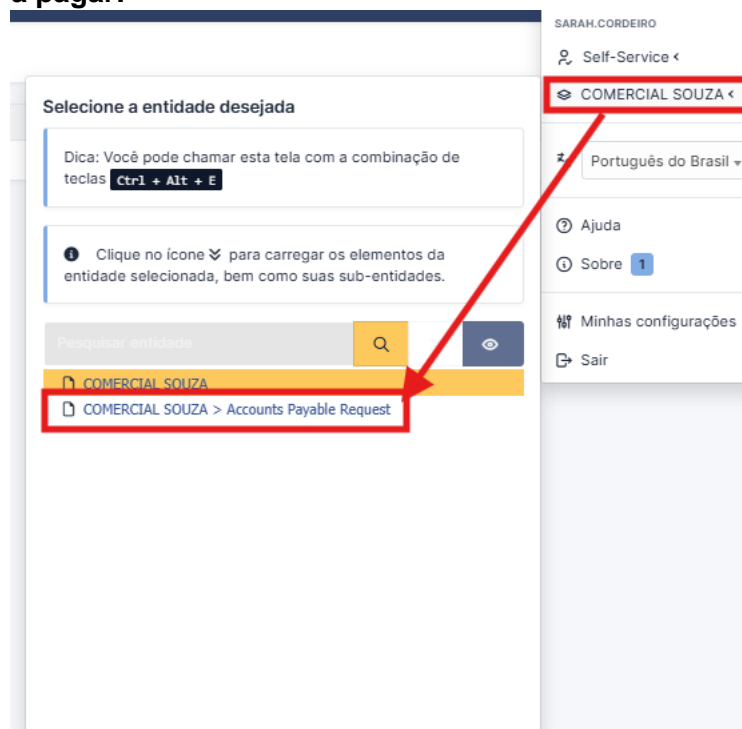 a pagar?
SARAH.CORDEIRO
Self-Service
COMERCIAL SOUZA
Português do Brasil
Ajuda
Sobre 1
Minhas configurações
Sair
Selecione a entidade desejada
Dica: Você pode chamar esta tela com a combinação de
teclas Ctrl + Alt + E
Clique no ícone para carregar os elementos da
entidade selecionada, bem como suas sub-entidades.
Pesquisar entidade
COMERCIAL SOUZA
COMERCIAL SOUZA > Accounts Payable Request